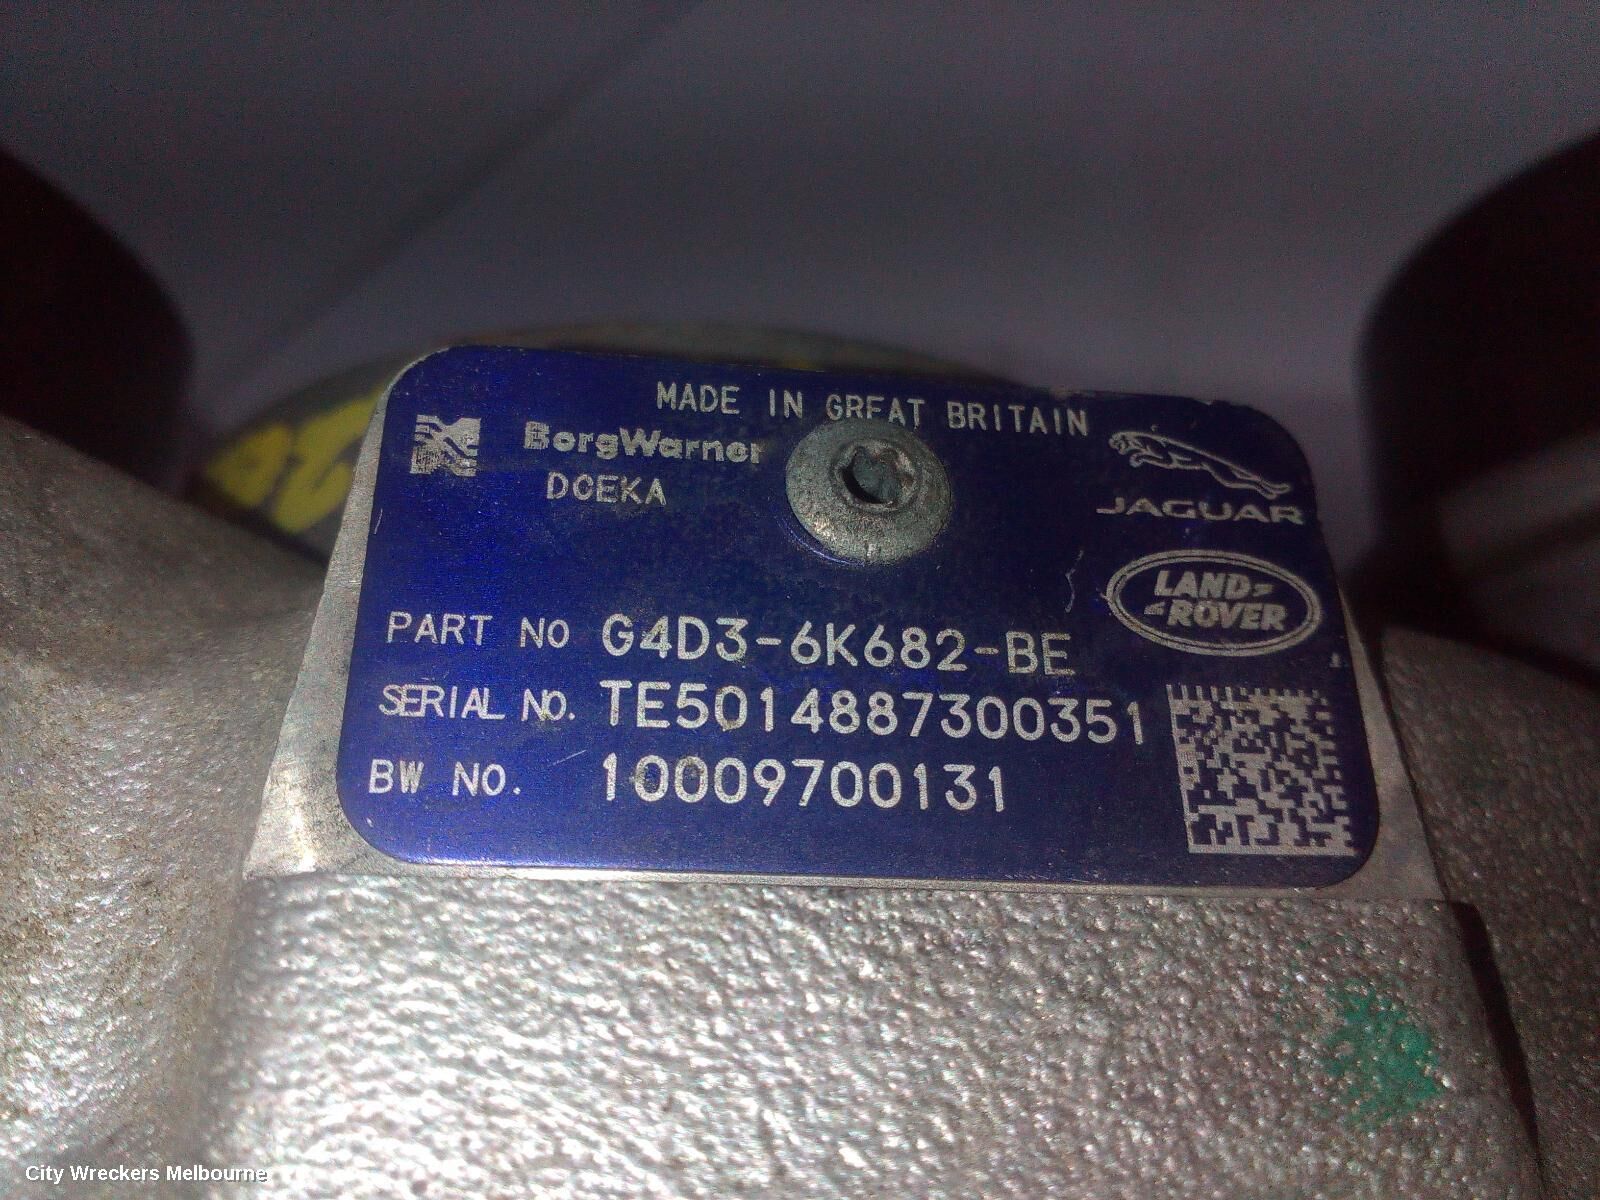 MADE IN GREAT BRITAIN
BorgWarner
DCEKA
JAGUAR
LAND
ROVER
PART NO G4D3-6K682-BE
SERIAL NO. TE5014887300351
BW NO. 10009700131
City Wreckers Melbourne